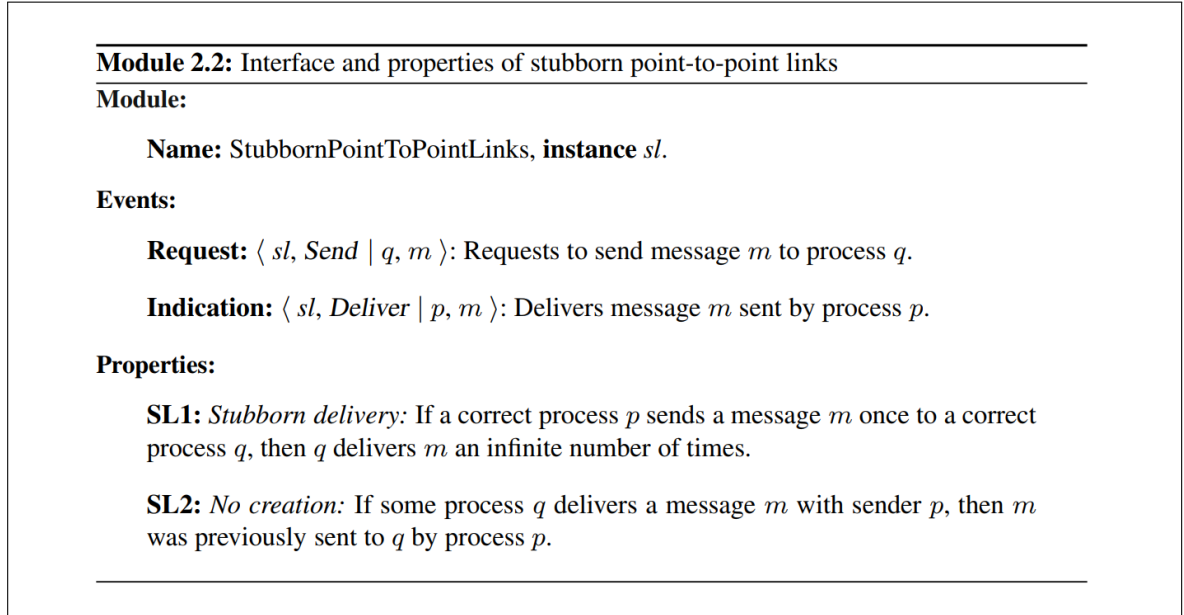 Module 2.2: Interface and properties of stubborn point-to-point links
Module:
Name: StubbornPointToPointLinks, instance sl.
Events:
Request: ⟨ sl, Send | q, m ⟩: Requests to send message m to process q.
Indication: ⟨ sl, Deliver | p, m ⟩: Delivers message m sent by process p.
Properties:
SL1: Stubborn delivery: If a correct process p sends a message m once to a correct
process q, then q delivers m an infinite number of times.
SL2: No creation: If some process q delivers a message m with sender p, then m
was previously sent to q by process p.